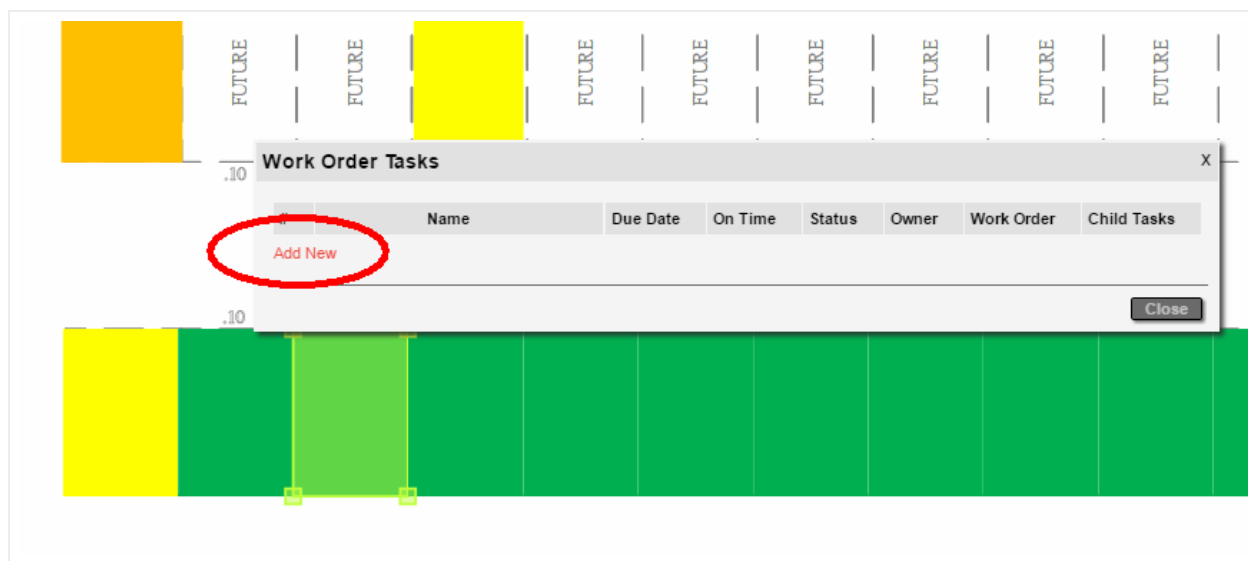 FUTURE FUTURE FUTURE FUTURE FUTURE FUTURE FUTURE FUTURE
.10
Work Order Tasks X
# Name Due Date On Time Status Owner Work Order Child Tasks
Add New
.10
Close